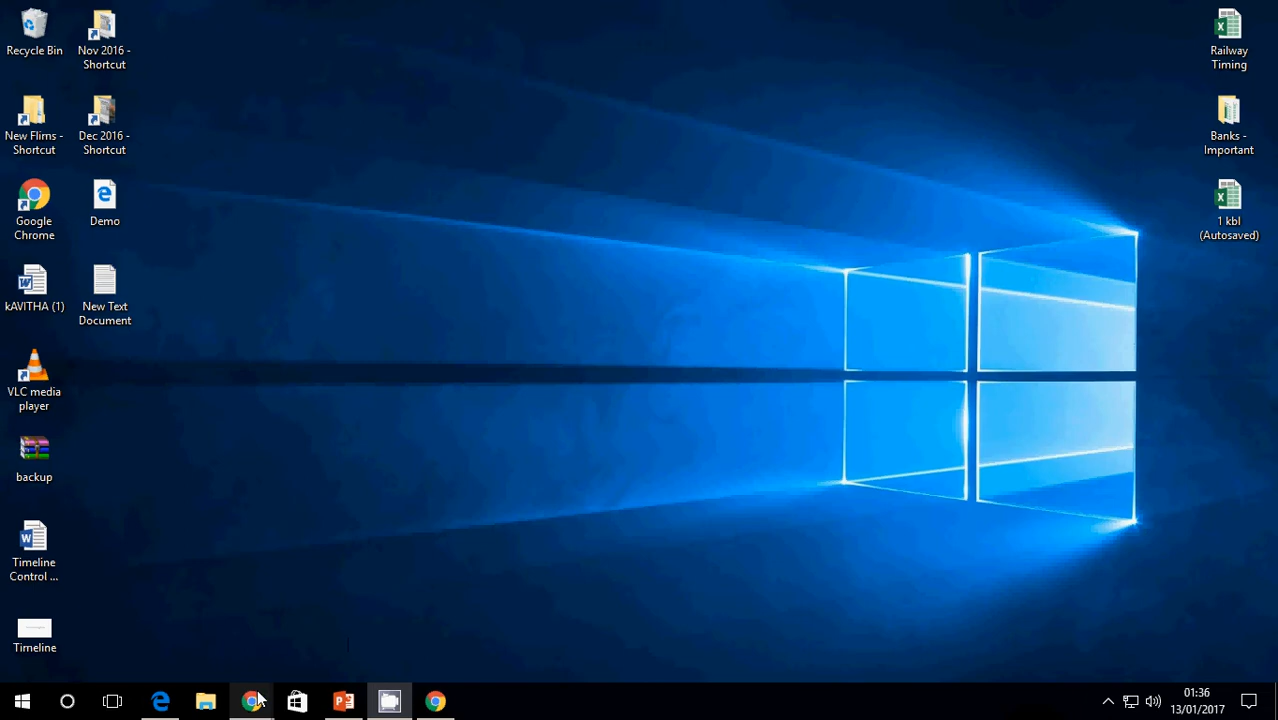 Recycle Bin
Nov 2016 -
Shortcut
New Flims -
Shortcut
Dec 2016 -
Shortcut
Google
Chrome
Demo
kAVITHA (1)
New Text
Document
VLC media
player
backup
Timeline
Control ...
Timeline
Railway
Timing
Banks -
Important
1 kbl
(Autosaved)
01:36
13/01/2017